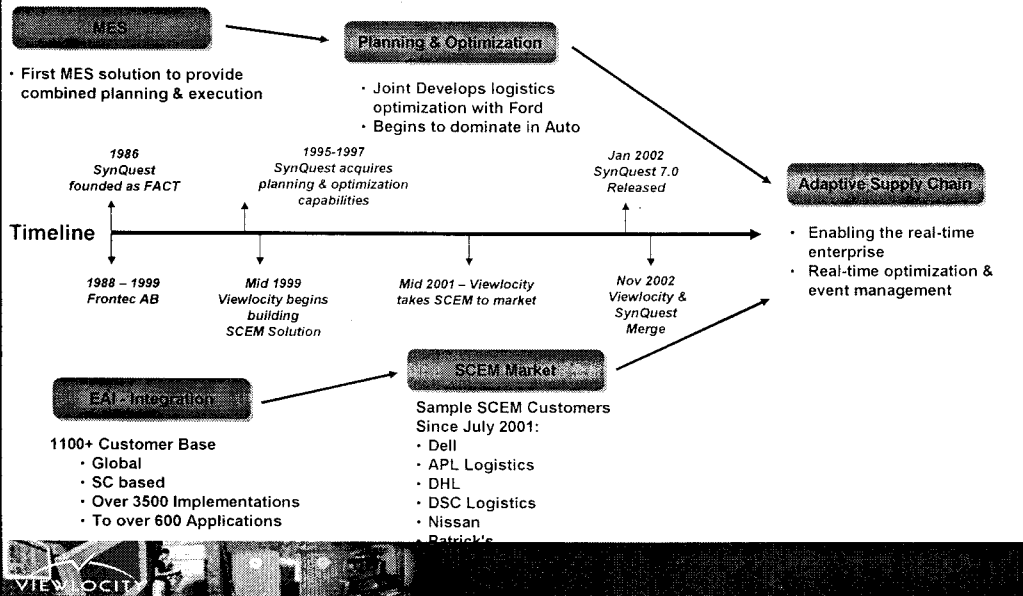 MES
Planning & Optimization
• First MES solution to provide
combined planning & execution
• Joint Develops logistics
optimization with Ford
• Begins to dominate in Auto
1986
SynQuest
founded as FACT
1995-1997
SynQuest acquires
planning & optimization
capabilities
Jan 2002
SynQuest 7.0
Released
Adaptive Supply Chain
• Enabling the real-time
enterprise
• Real-time optimization &
event management
Timeline
1988 – 1999
Frontec AB
Mid 1999
Viewlocity begins
building
SCEM Solution
Mid 2001 – Viewlocity
takes SCEM to market
Nov 2002
Viewlocity &
SynQuest
Merge
EAI - Integration
SCEM Market
1100+ Customer Base
• Global
• SC based
• Over 3500 Implementations
• To over 600 Applications
Sample SCEM Customers
Since July 2001:
• Dell
• APL Logistics
• DHL
• DSC Logistics
• Nissan
• Patrick's
VIEWLOCITY